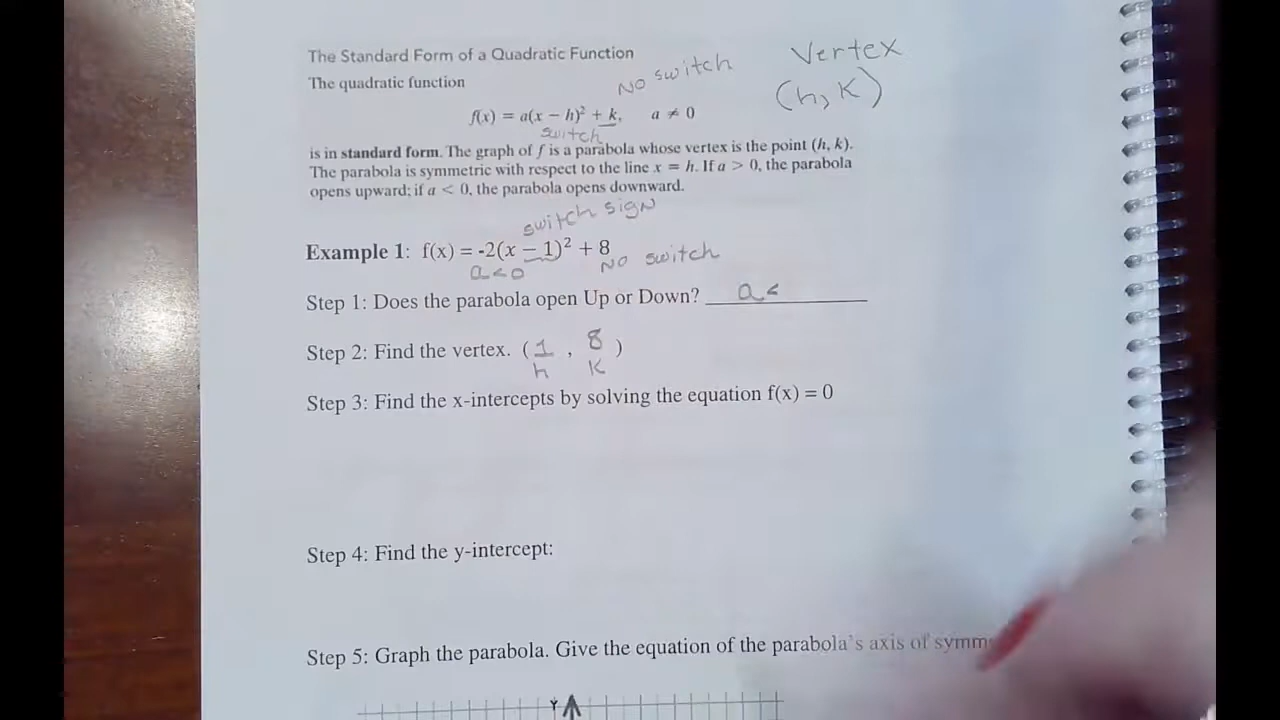 The Standard Form of a Quadratic Function
Vertex
The quadratic function
NO switch
(h, K)
f(x) = a(x − h)² + k, a ≠ 0
switch
is in standard form. The graph of f is a parabola whose vertex is the point (h, k).
The parabola is symmetric with respect to the line x = h. If a > 0, the parabola
opens upward; if a < 0, the parabola opens downward.
switch sign
Example 1: f(x) = -2(x − 1)² + 8
a<0
NO switch
Step 1: Does the parabola open Up or Down? a<
Step 2: Find the vertex. (1, 8)
h K
Step 3: Find the x-intercepts by solving the equation f(x) = 0
Step 4: Find the y-intercept:
Step 5: Graph the parabola. Give the equation of the parabola's axis of symm
Y